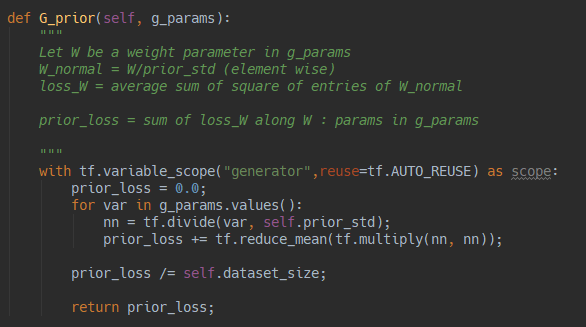 def G_prior(self, g_params):
"""
Let W be a weight parameter in g_params
W_normal = W/prior_std (element wise)
loss_W = average sum of square of entries of W_normal
prior_loss = sum of loss_W along W : params in g_params
"""
with tf.variable_scope("generator",reuse=tf.AUTO_REUSE) as scope:
prior_loss = 0.0;
for var in g_params.values():
nn = tf.divide(var, self.prior_std);
prior_loss += tf.reduce_mean(tf.multiply(nn, nn));
prior_loss /= self.dataset_size;
return prior_loss;